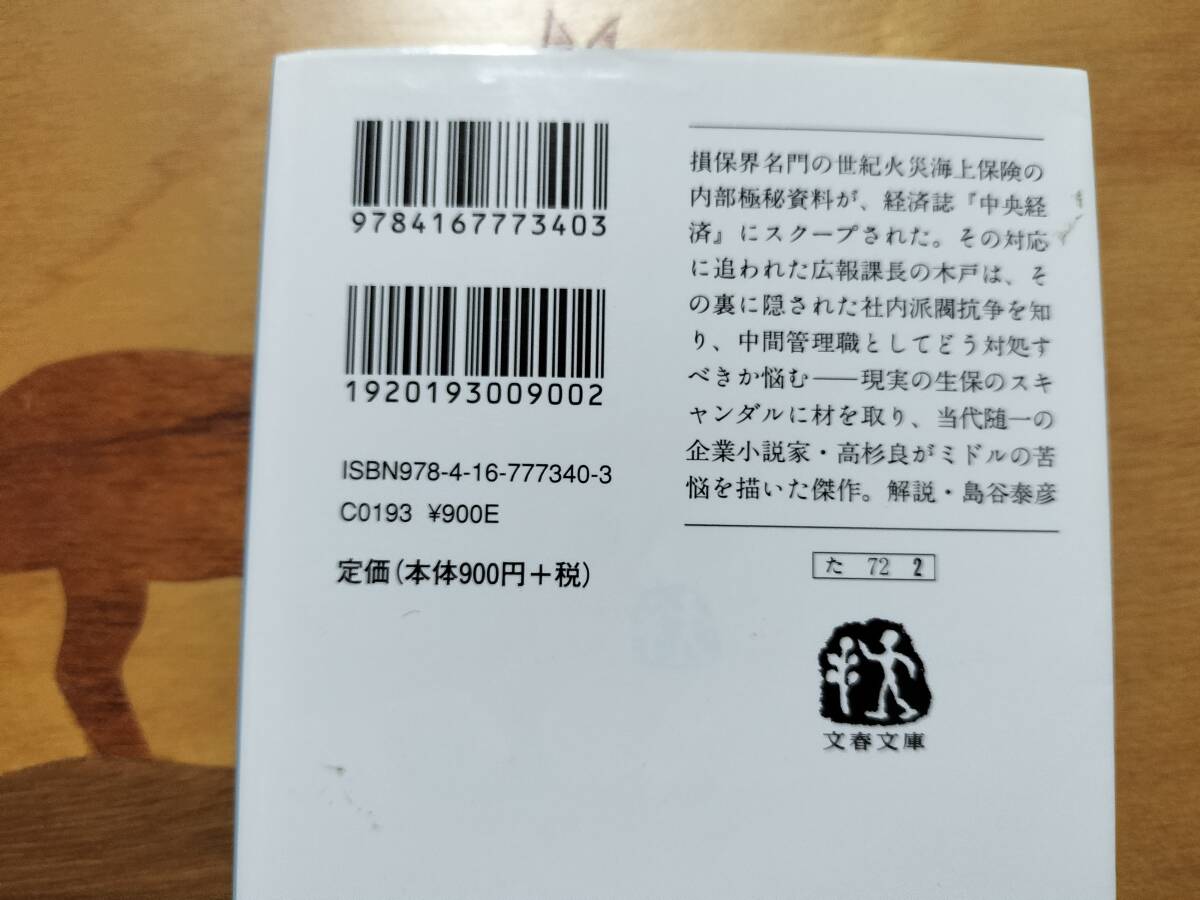 9784167773403
1920193009002
ISBN978-4-16-777340-3
C0193 ¥900E
定価(本体900円+税)
損保界名門の世紀火災海上保険の
内部極秘資料が、経済誌『中央経
済』にスクープされた。その対応
に追われた広報課長の木戸は、そ
の裏に隠された社内派閥抗争を知
り、中間管理職としてどう対処す
べきか悩む――現実の生保のスキ
ャンダルに材を取り、当代随一の
企業小説家・高杉良がミドルの苦
悩を描いた傑作。解説・島谷泰彦
た 72 2
文春文庫